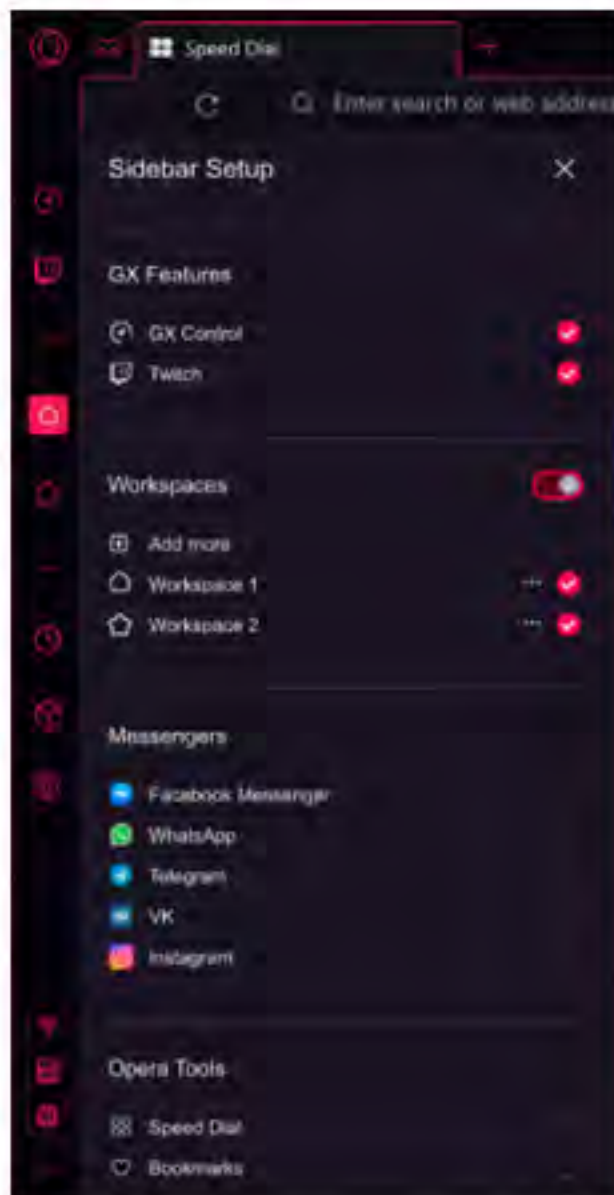 Speed Dial
Enter search or web address
Sidebar Setup
GX Features
GX Control
Twitch
Workspaces
Add more
Workspace 1
Workspace 2
Messengers
Facebook Messenger
WhatsApp
Telegram
VK
Instagram
Opera Tools
Speed Dial
Bookmarks